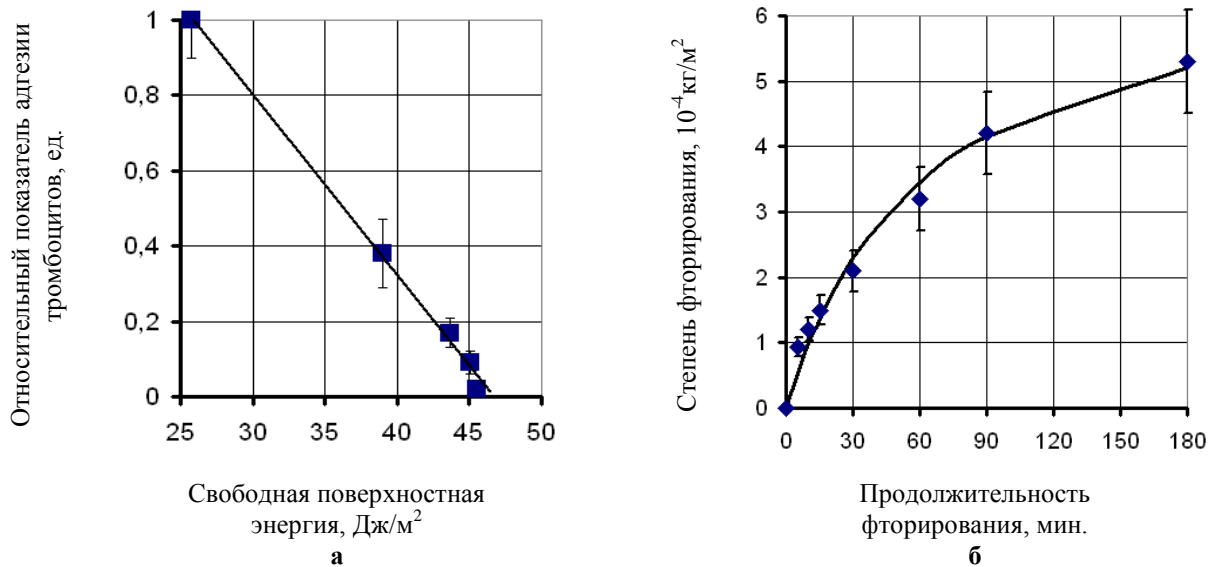 Относительный показатель адгезии
тромбоцитов, ед.
1
0,8
0,6
0,4
0,2
0
25 30 35 40 45 50
Свободная поверхностная
энергия, Дж/м²
а
Степень фторирования, 10⁻⁴кг/м²
6
5
4
3
2
1
0
0 30 60 90 120 150 180
Продолжительность
фторирования, мин.
б